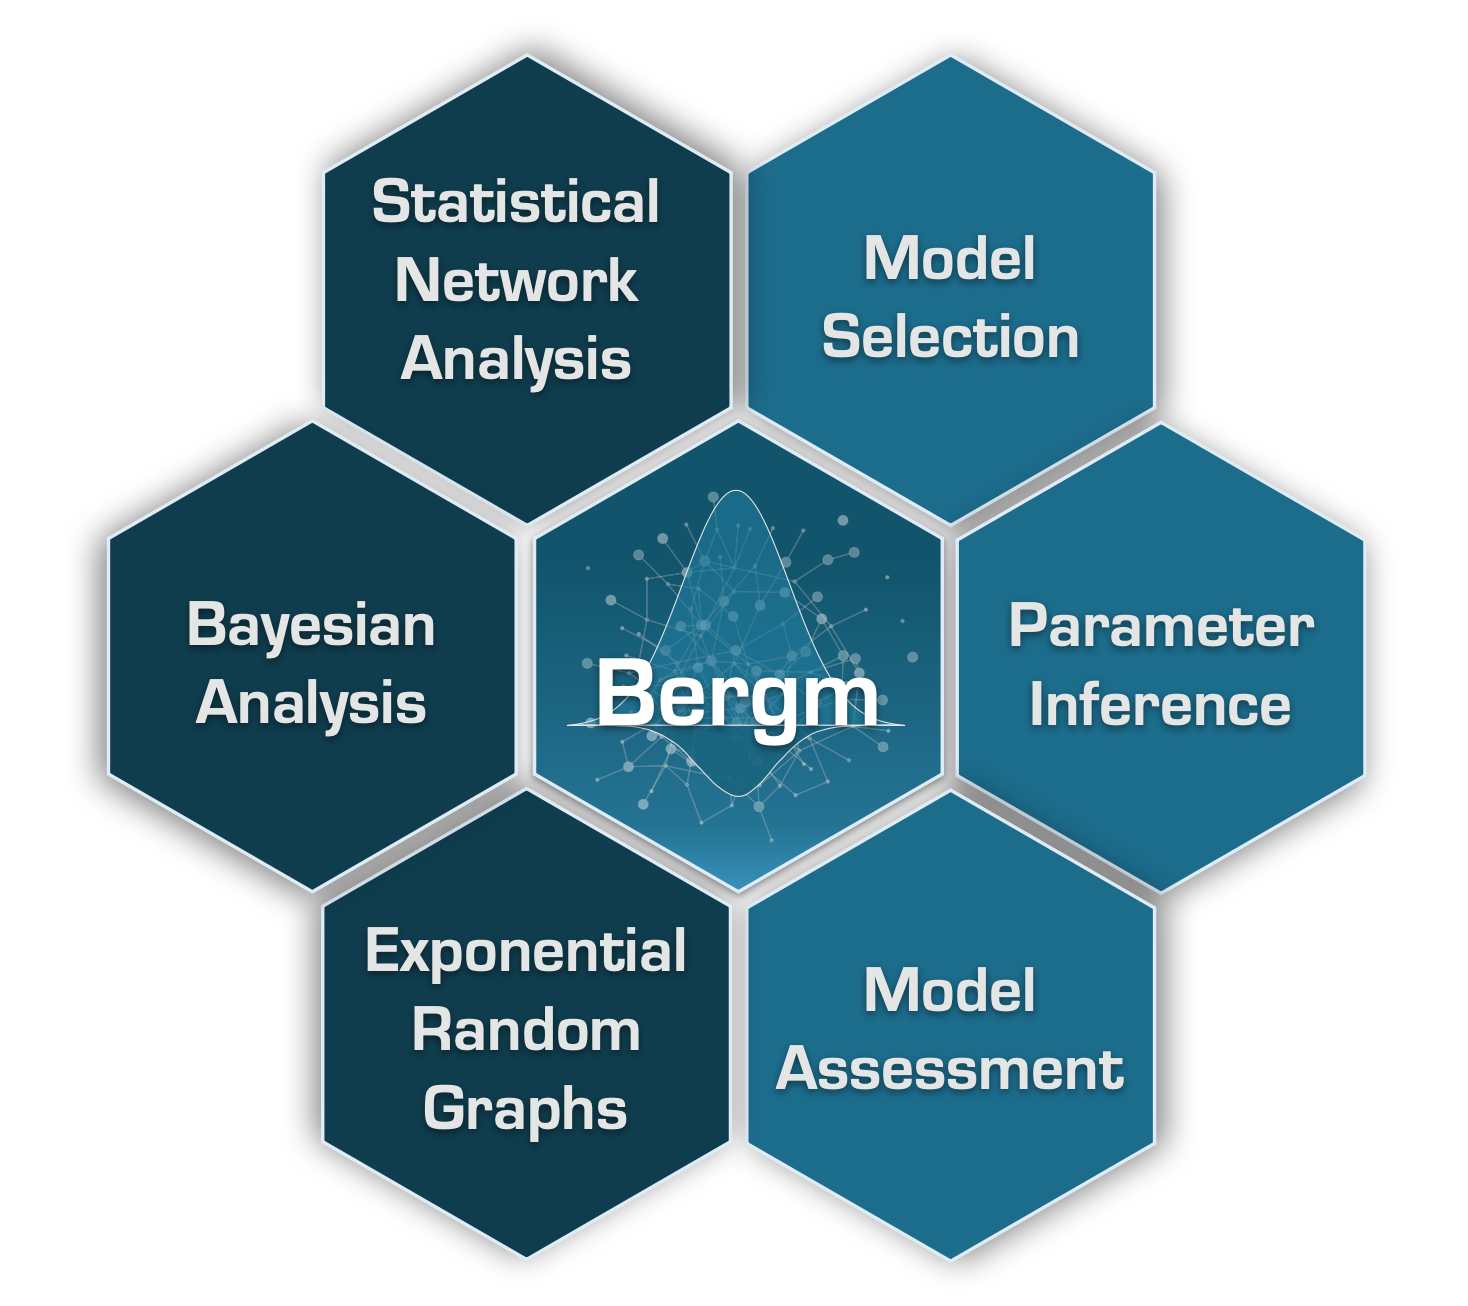 Statistical
Network
Analysis
Model
Selection
Bayesian
Analysis
Bergm
Parameter
Inference
Exponential
Random
Graphs
Model
Assessment